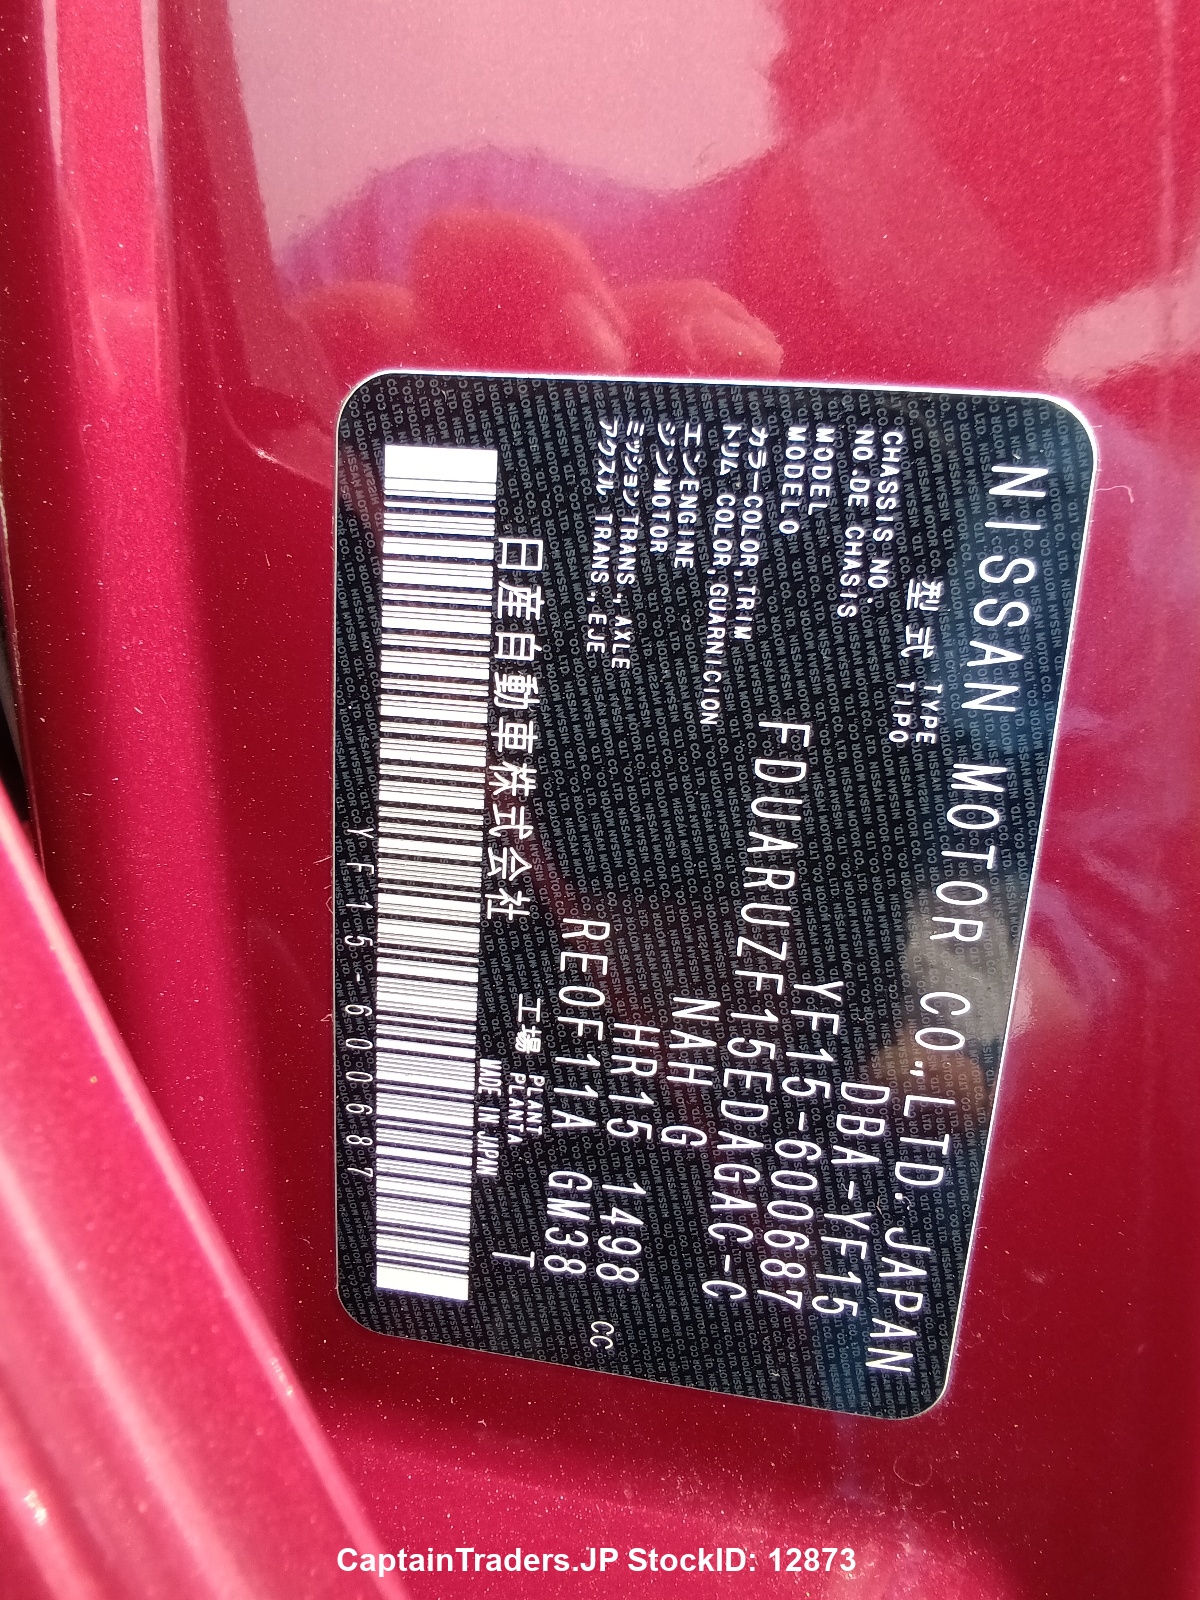 NISSAN MOTOR CO.,LTD. JAPAN
型式 TYPE TIPO DBA-YF15
CHASSIS NO.
NO.DE CHASIS YF15-600687
MODEL
MODELO FDUARUZF15EDAGAC-C
カラー COLOR,TRIM
トリム COLOR,GUARNICION NAH G
エンジン ENGINE
MOTOR HR15 1498 CC
ミッション TRANS.,AXLE
アクスル TRANS.,EJE RE0F11A GW38
日産自動車株式会社 工場 PLANT PLANTA T
MADE IN JAPAN
YF15-600687
CaptainTraders.JP StockID: 12873